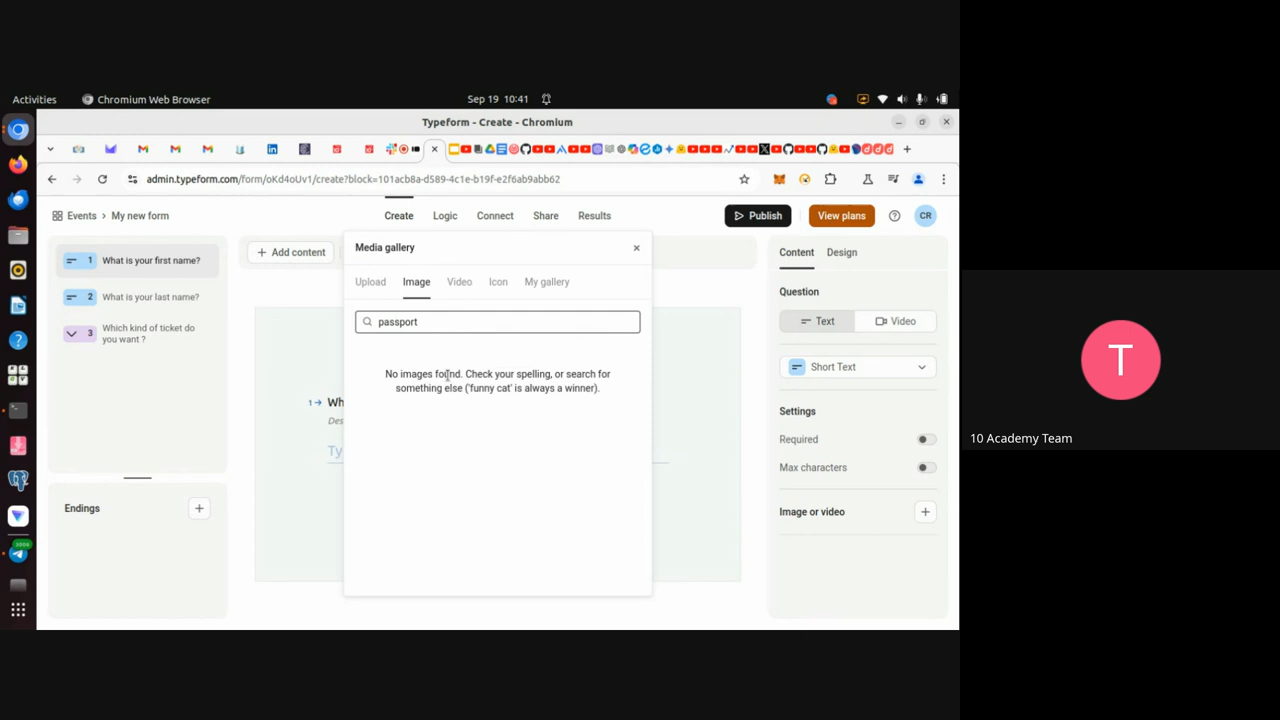 Activities
Chromium Web Browser
Sep 19 10:41
Typeform - Create - Chromium
admin.typeform.com/form/oKd4oUv1/create?block=101acb8a-d589-4c1e-b19f-e2f6ab9abb62
Events > My new form
Create
Logic
Connect
Share
Results
Publish
View plans
CR
1 What is your first name?
2 What is your last name?
3 Which kind of ticket do
you want ?
Endings
+ Add content
Media gallery
Upload
Image
Video
Icon
My gallery
passport
No images found. Check your spelling, or search for
something else ('funny cat' is always a winner).
1 Wh
Des
Ty
Content
Design
Question
Text
Video
Short Text
Settings
Required
Max characters
Image or video
T
10 Academy Team